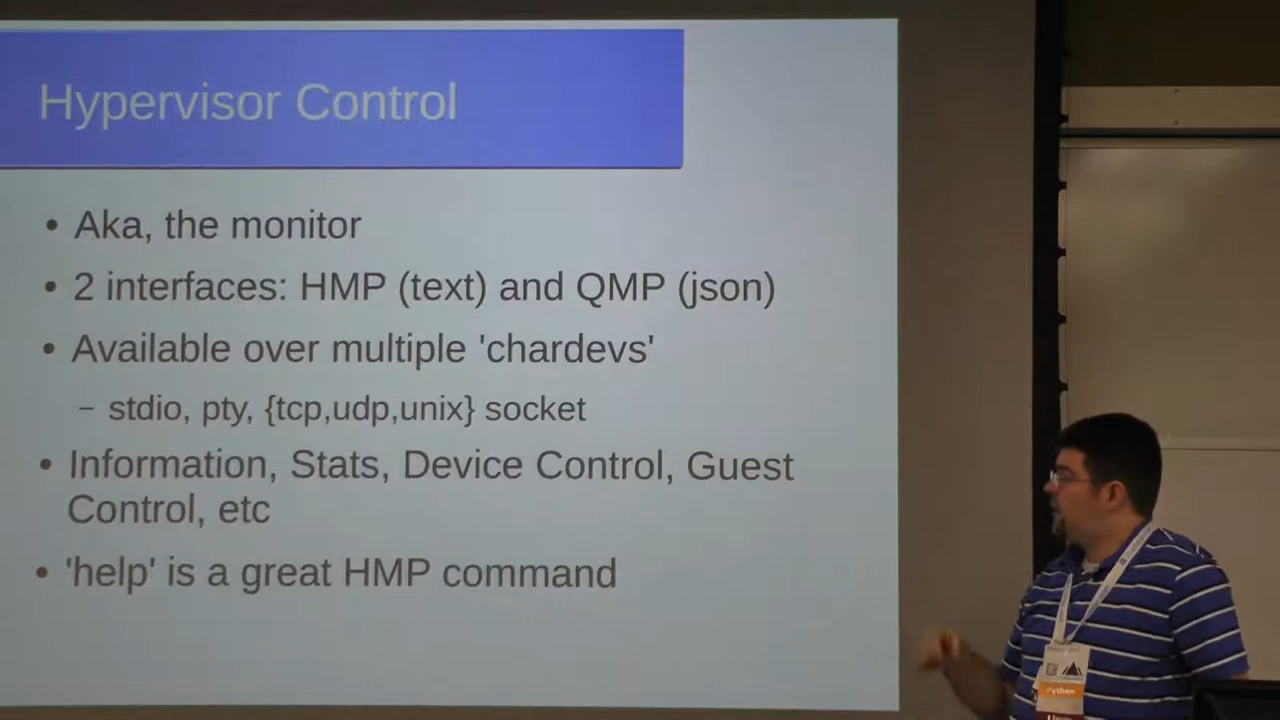 Hypervisor Control
• Aka, the monitor
• 2 interfaces: HMP (text) and QMP (json)
• Available over multiple 'chardevs'
– stdio, pty, {tcp,udp,unix} socket
• Information, Stats, Device Control, Guest
Control, etc
• 'help' is a great HMP command